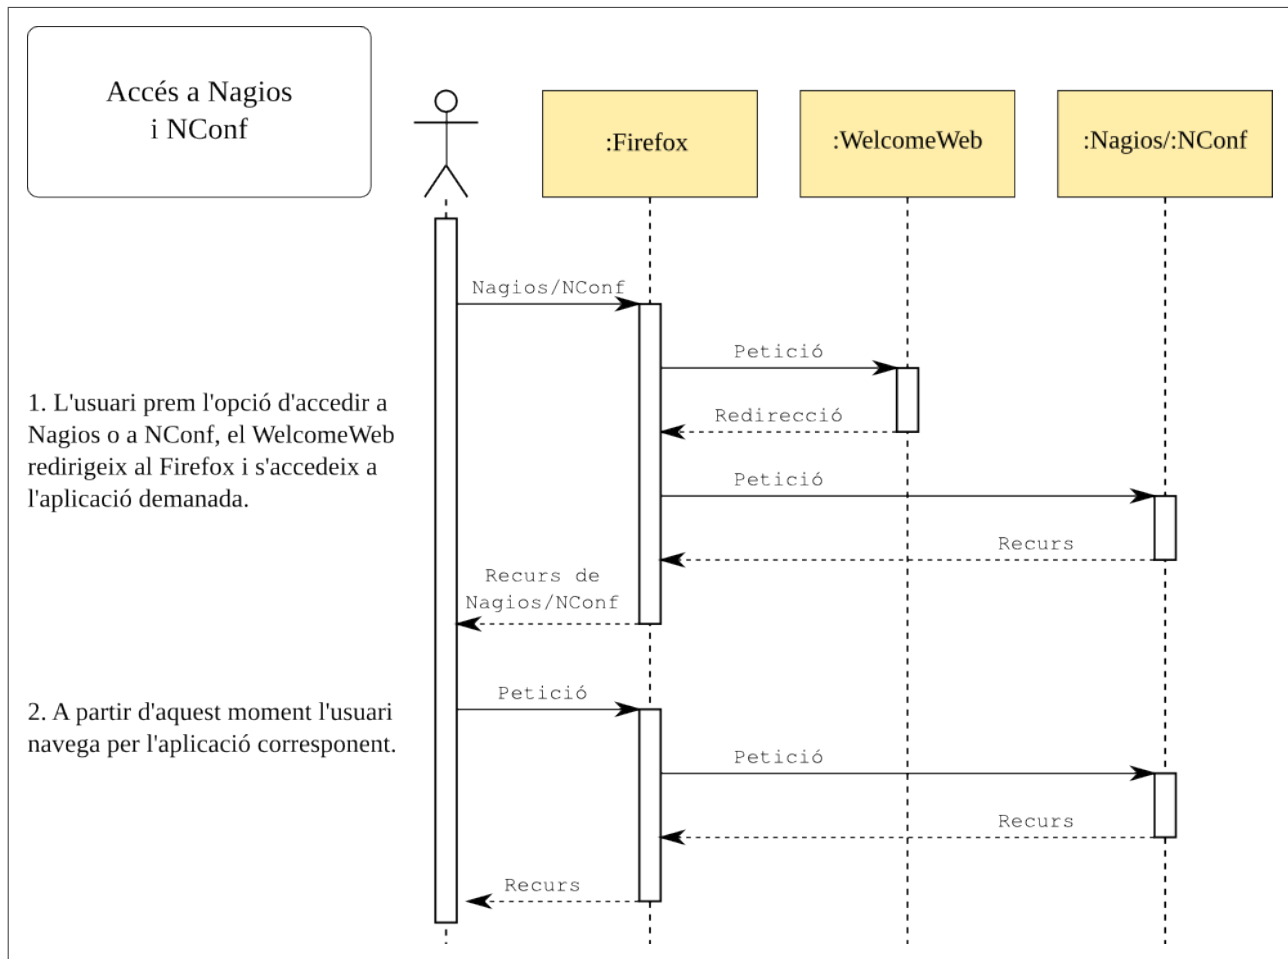 Accés a Nagios
i NConf
:Firefox
:WelcomeWeb
:Nagios/:NConf
Nagios/NConf
Petició
1. L'usuari prem l'opció d'accedir a
Nagios o a NConf, el WelcomeWeb
redirigeix al Firefox i s'accedeix a
l'aplicació demanada.
Redirecció
Petició
Recurs
Recurs de
Nagios/NConf
Petició
2. A partir d'aquest moment l'usuari
navega per l'aplicació corresponent.
Petició
Recurs
Recurs